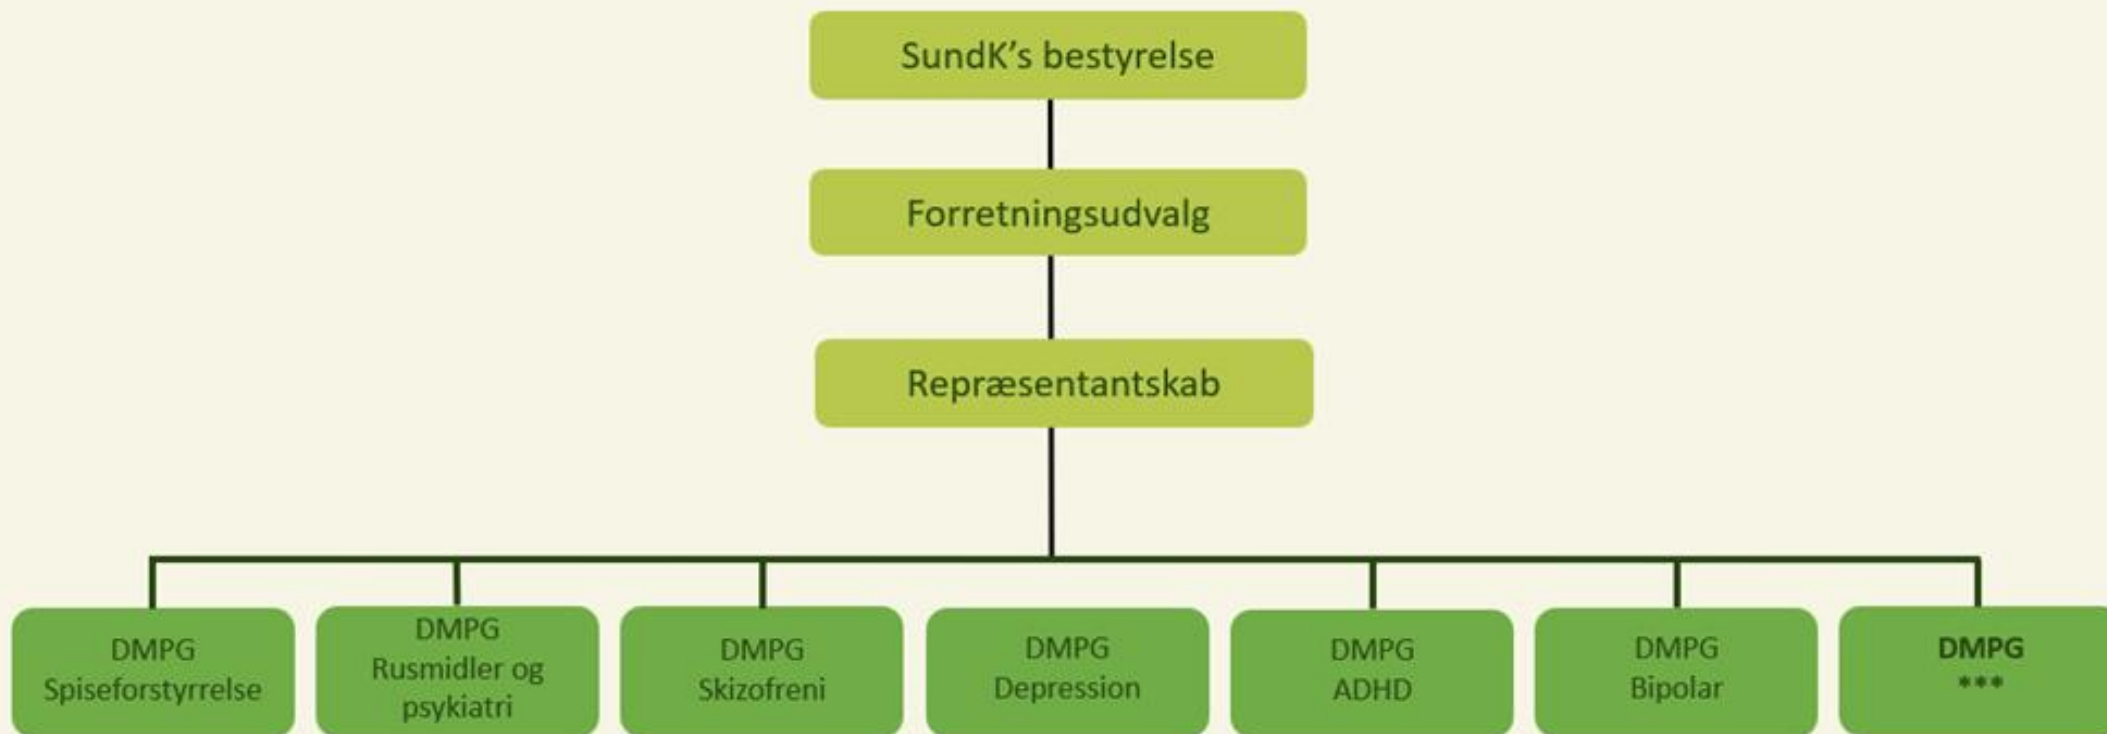 SundK's bestyrelse
Forretningsudvalg
Repræsentantskab
DMPG
Spiseforstyrrelse
DMPG
Rusmidler og
psykiatri
DMPG
Skizofreni
DMPG
Depression
DMPG
ADHD
DMPG
Bipolar
DMPG
***